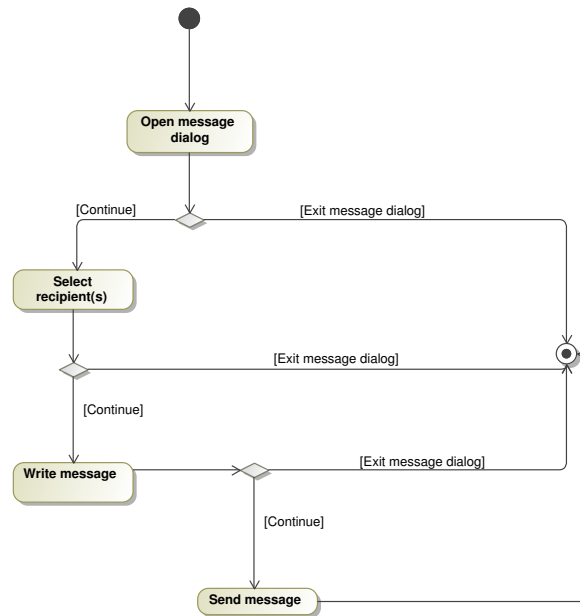 Open message
dialog
[Continue]
[Exit message dialog]
Select
recipient(s)
[Exit message dialog]
[Continue]
Write message
[Exit message dialog]
[Continue]
Send message